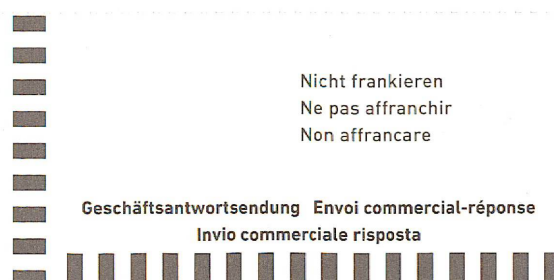 Nicht frankieren
Ne pas affranchir
Non affrancare
Geschäftsantwortsendung Envoi commercial-réponse
Invio commerciale risposta